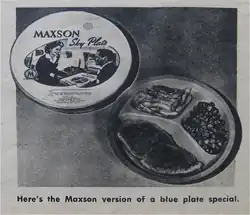 MAXSON
Sky Plate
Here's the Maxson version of a blue plate special.